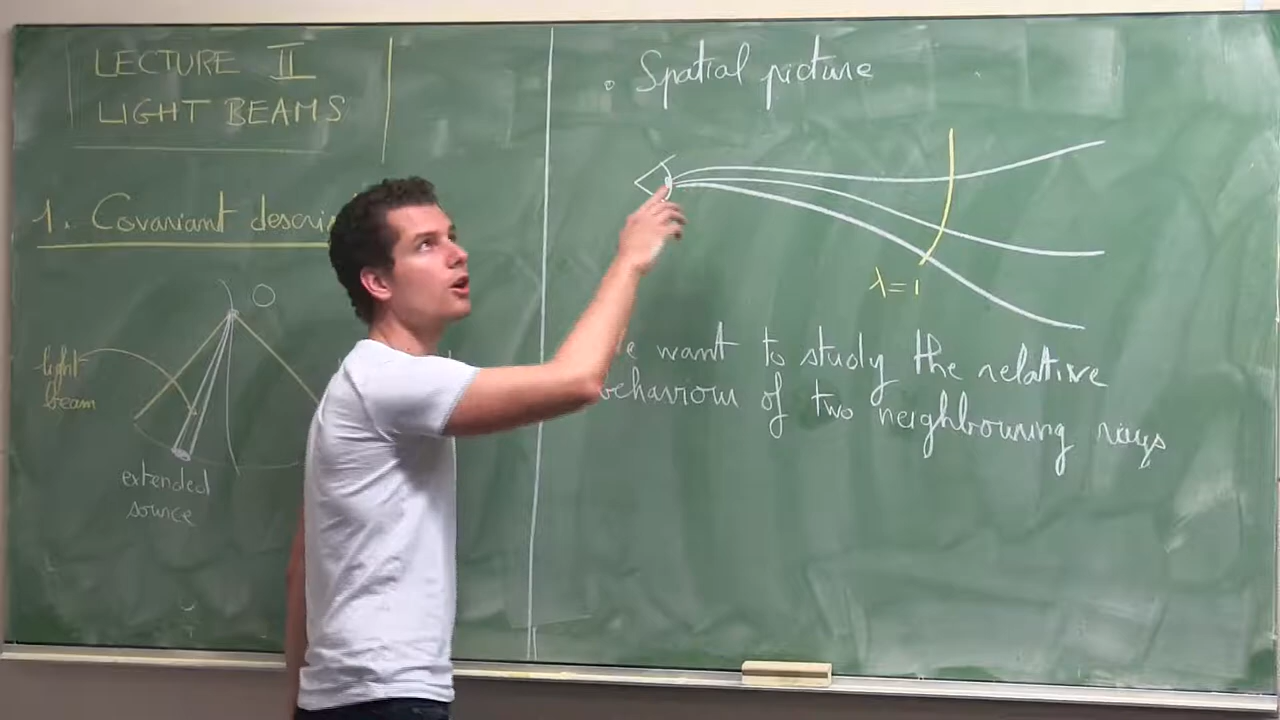 LECTURE II
LIGHT BEAMS
1. Covariant descri
O
light
beam
extended
source
Spatial picture
λ=1
e want to study the relative
behaviour of two neighbouring rays